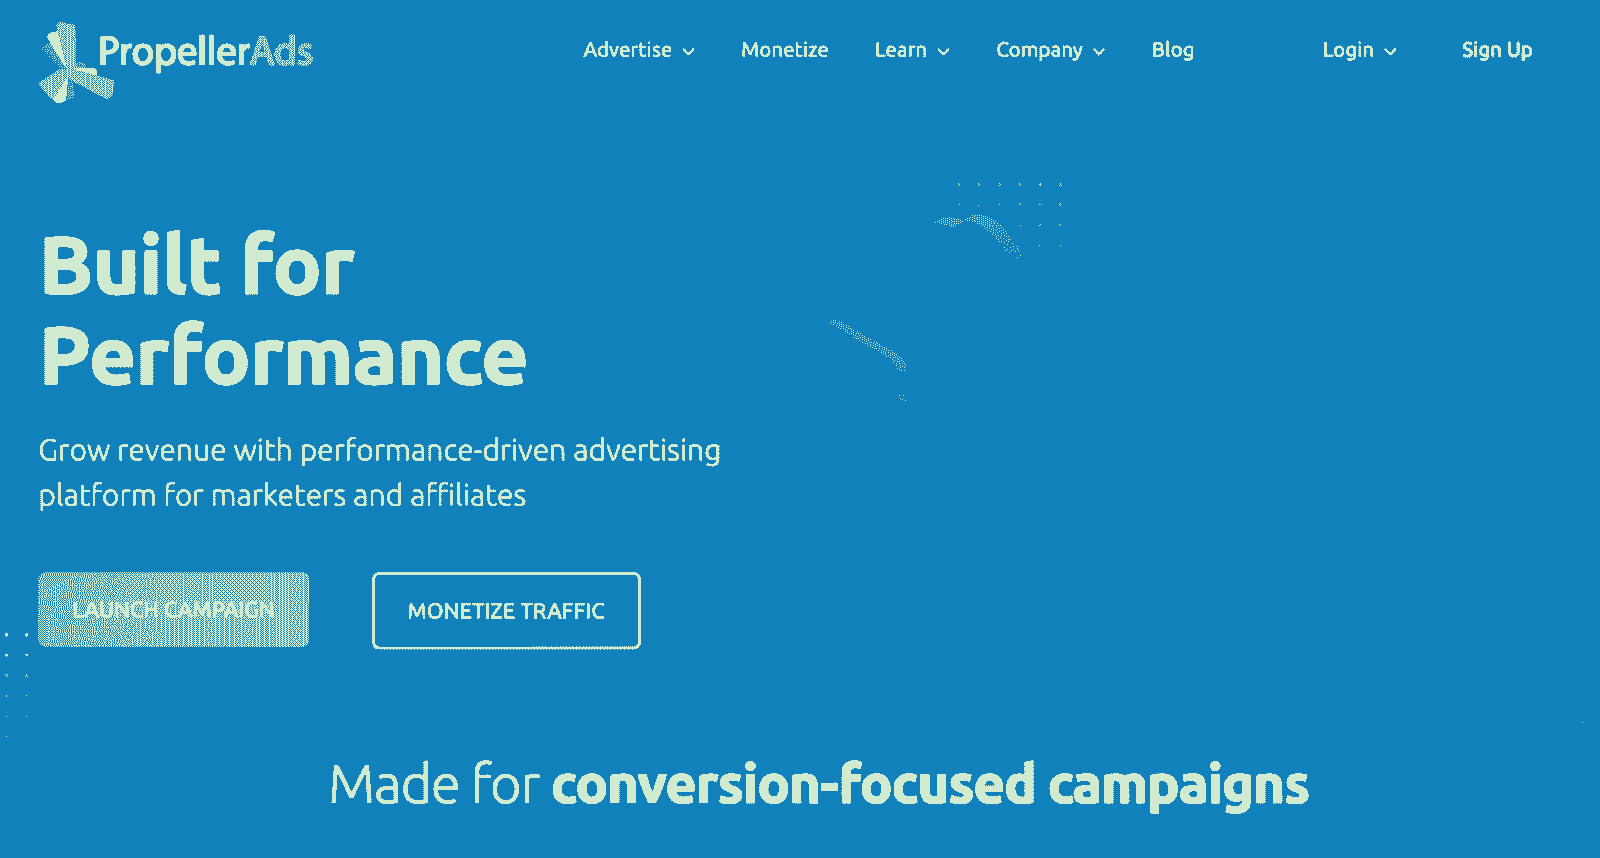 PropellerAds
Advertise Monetize Learn Company Blog Login Sign Up
Built for
Performance
Grow revenue with performance-driven advertising
platform for marketers and affiliates
LAUNCH CAMPAIGN
MONETIZE TRAFFIC
Made for conversion-focused campaigns